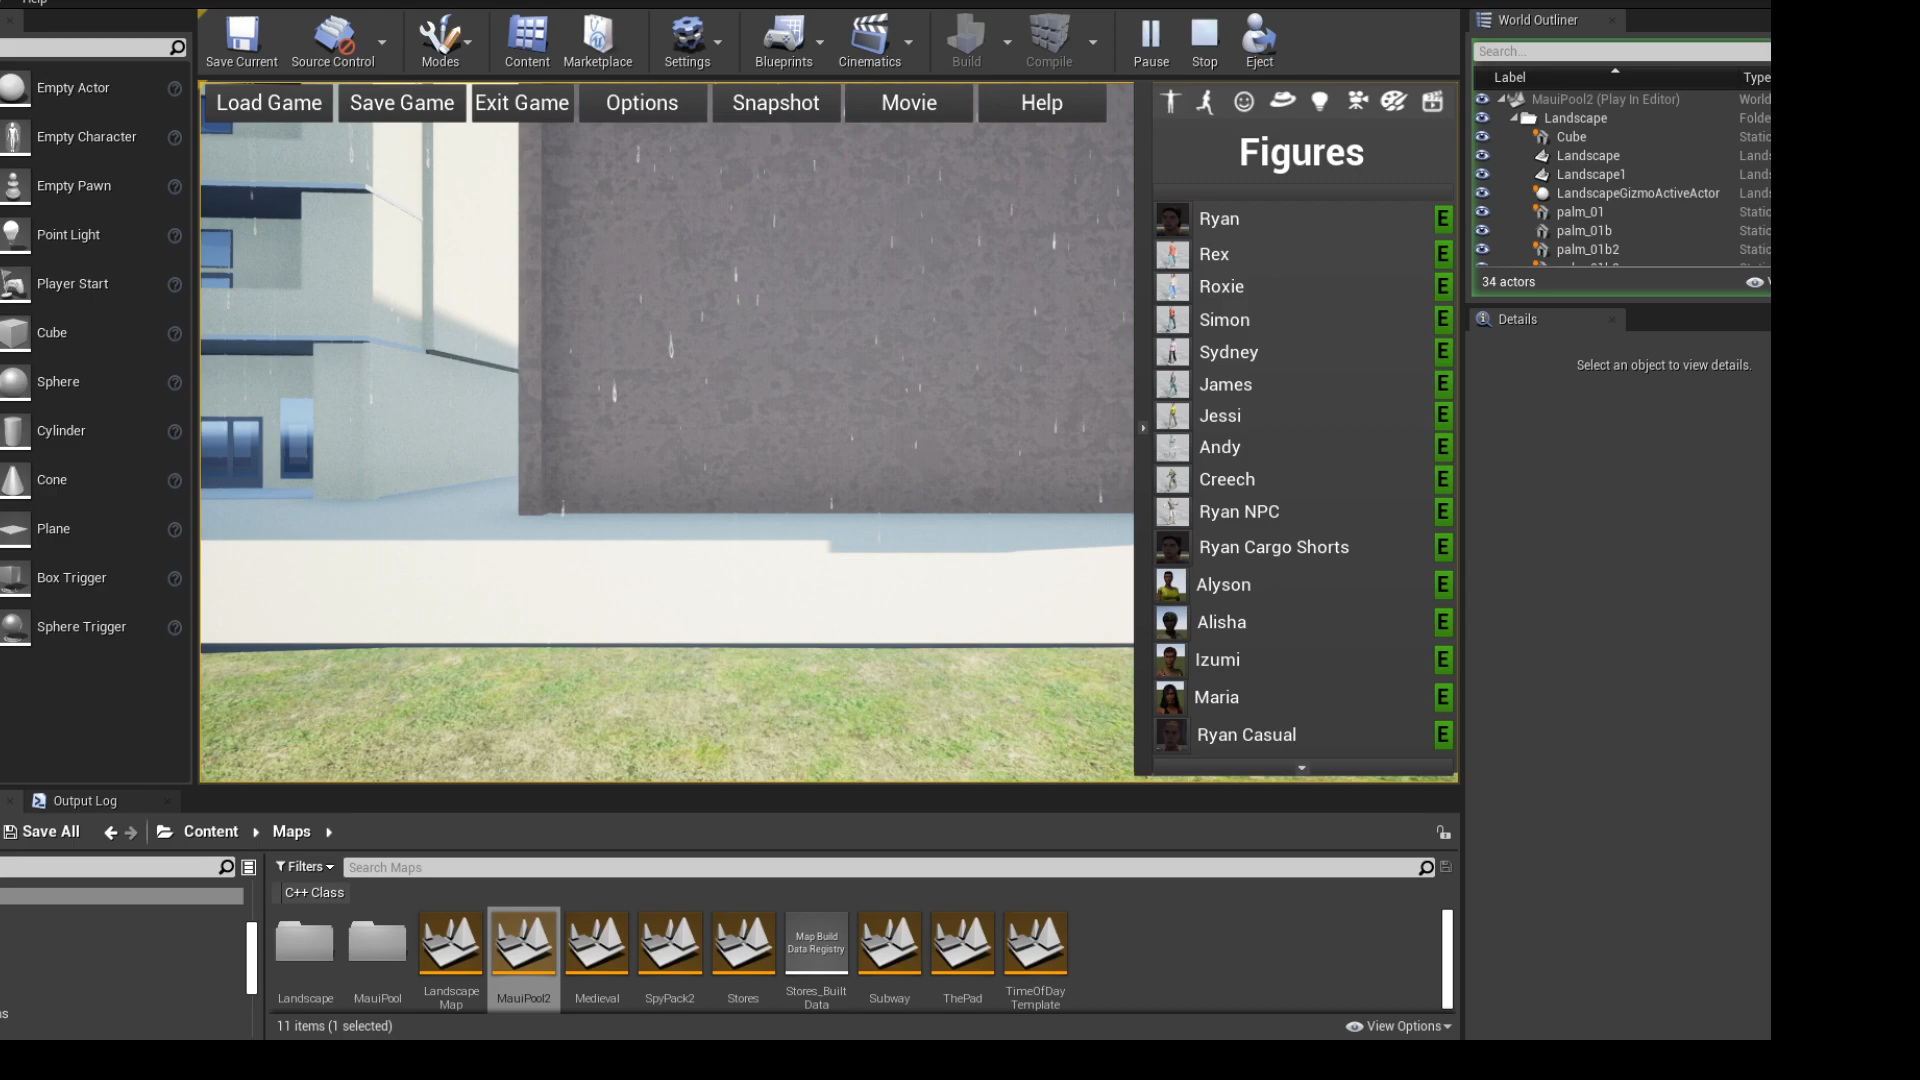 Help
Save Current
Source Control
Modes
Content
Marketplace
Settings
Blueprints
Cinematics
Build
Compile
Pause
Stop
Eject
Empty Actor
Empty Character
Empty Pawn
Point Light
Player Start
Cube
Sphere
Cylinder
Cone
Plane
Box Trigger
Sphere Trigger
Load Game
Save Game
Exit Game
Options
Snapshot
Movie
Help
Figures
Ryan E
Rex E
Roxie E
Simon E
Sydney E
James E
Jessi E
Andy E
Creech E
Ryan NPC E
Ryan Cargo Shorts E
Alyson E
Alisha E
Izumi E
Maria E
Ryan Casual E
World Outliner
Search...
Label Type
MauiPool2 (Play In Editor) World
Landscape Folde
Cube Static
Landscape Lands
Landscape1 Lands
LandscapeGizmoActiveActor Lands
palm_01 Static
palm_01b Static
palm_01b2 Static
34 actors
Details
Select an object to view details.
Output Log
Save All
Content
Maps
Filters
Search Maps
C++ Class
Landscape
MauiPool
Landscape
Map
MauiPool2
Medieval
SpyPack2
Stores
Map Build
Data Registry
Stores_Built
Data
Subway
ThePad
TimeOfDay
Template
11 items (1 selected)
View Options